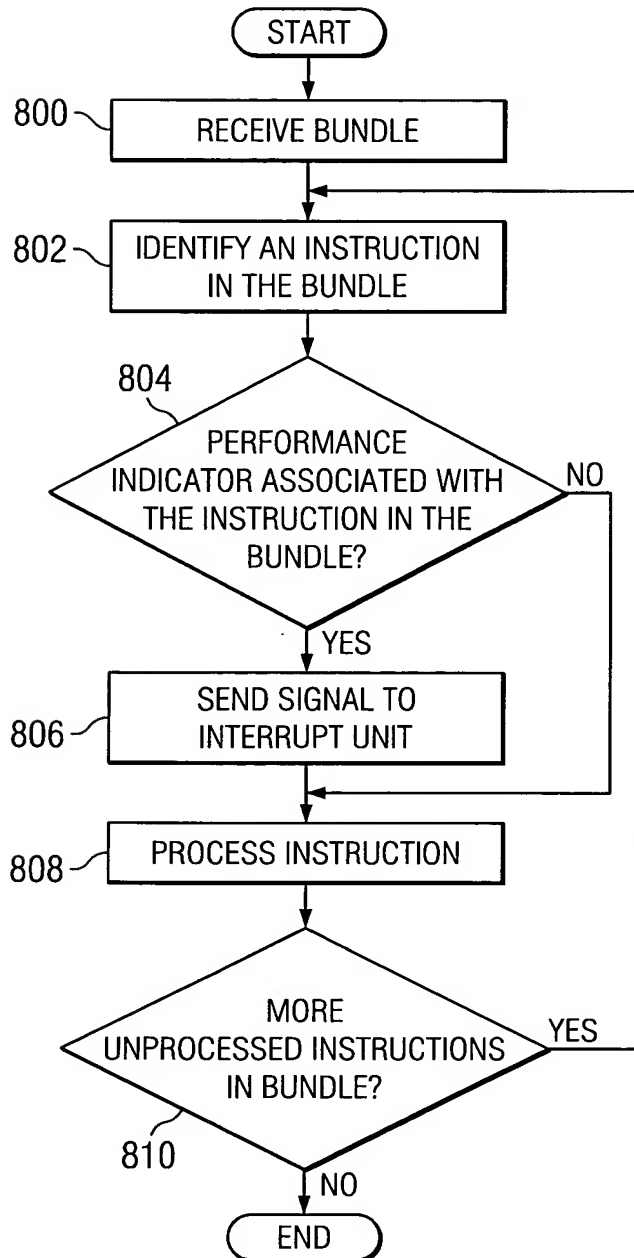 START
800
RECEIVE BUNDLE
802
IDENTIFY AN INSTRUCTION
IN THE BUNDLE
804
PERFORMANCE
INDICATOR ASSOCIATED WITH
THE INSTRUCTION IN THE
BUNDLE?
NO
YES
806
SEND SIGNAL TO
INTERRUPT UNIT
808
PROCESS INSTRUCTION
MORE
UNPROCESSED INSTRUCTIONS
IN BUNDLE?
YES
810
NO
END